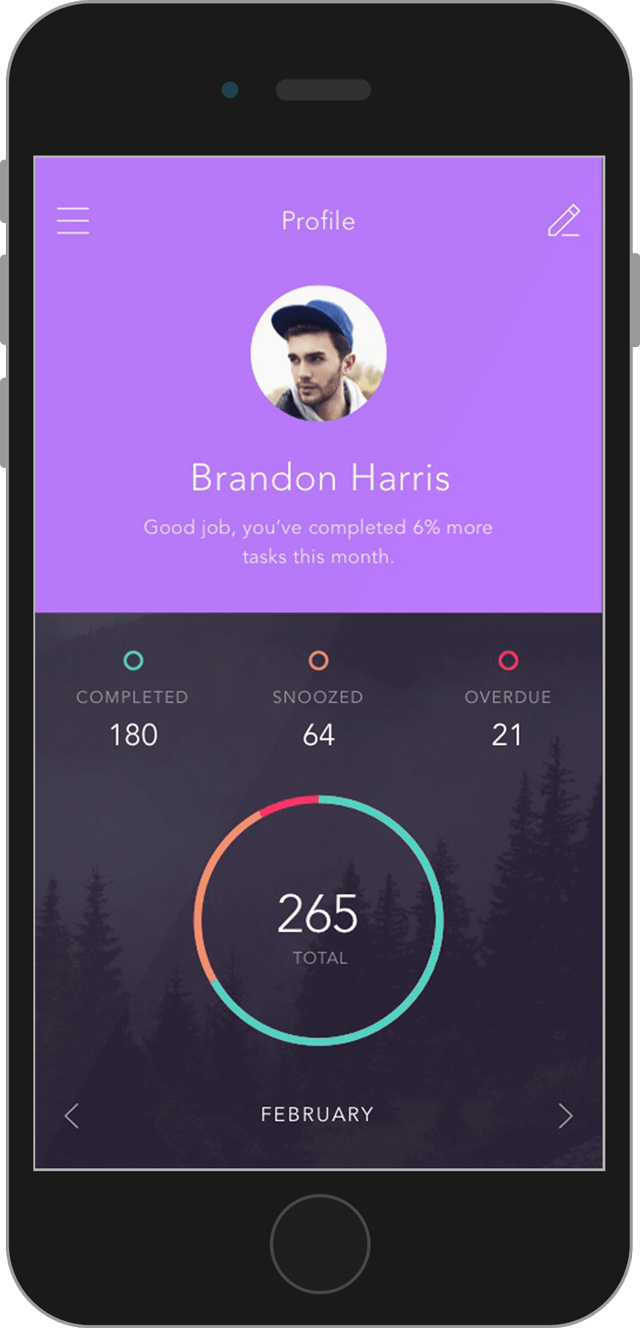 Profile
Brandon Harris
Good job, you’ve completed 6% more
tasks this month.
COMPLETED SNOOZED OVERDUE
180 64 21
265
TOTAL
FEBRUARY